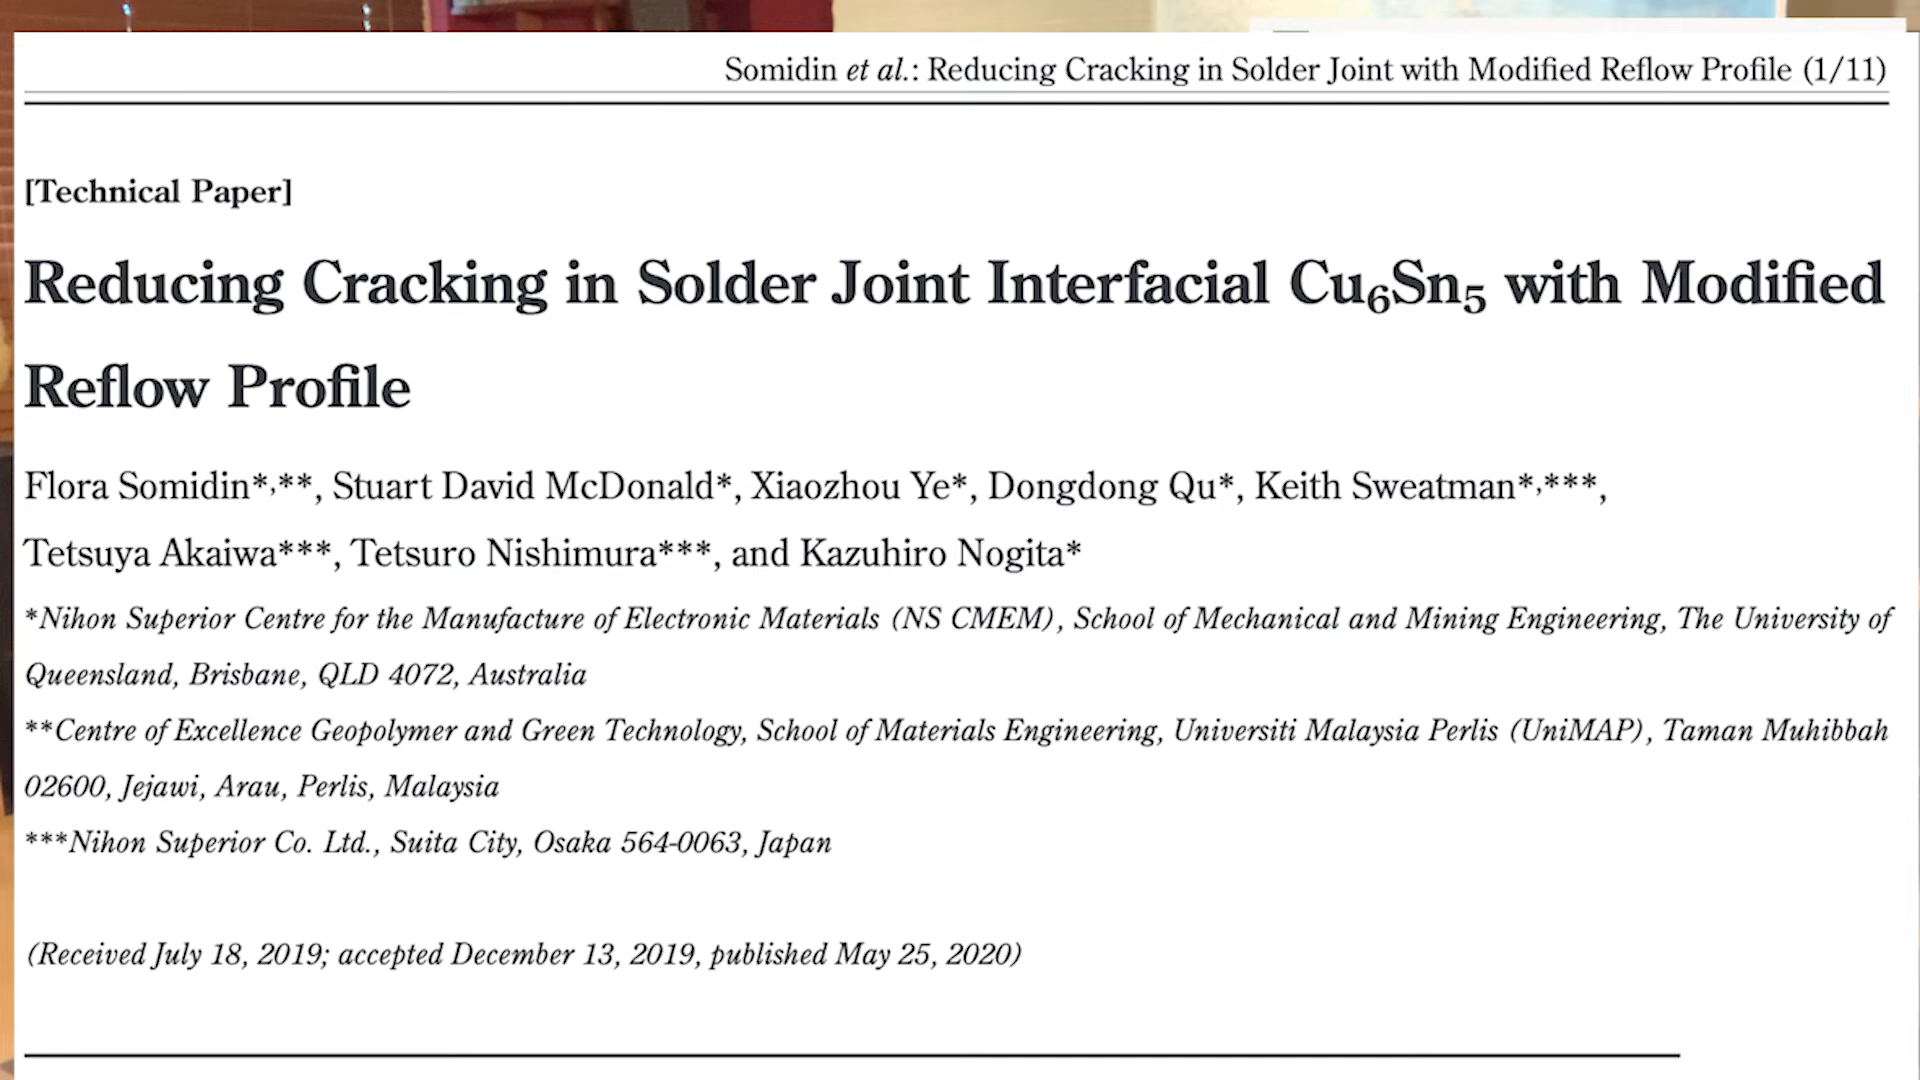 Somidin et al.: Reducing Cracking in Solder Joint with Modified Reflow Profile (1/11)
[Technical Paper]
Reducing Cracking in Solder Joint Interfacial Cu₆Sn₅ with Modified
Reflow Profile
Flora Somidin*,**, Stuart David McDonald*, Xiaozhou Ye*, Dongdong Qu*, Keith Sweatman*,***,
Tetsuya Akaiwa***, Tetsuro Nishimura***, and Kazuhiro Nogita*
*Nihon Superior Centre for the Manufacture of Electronic Materials (NS CMEM), School of Mechanical and Mining Engineering, The University of
Queensland, Brisbane, QLD 4072, Australia
**Centre of Excellence Geopolymer and Green Technology, School of Materials Engineering, Universiti Malaysia Perlis (UniMAP), Taman Muhibbah
02600, Jejawi, Arau, Perlis, Malaysia
***Nihon Superior Co. Ltd., Suita City, Osaka 564-0063, Japan
(Received July 18, 2019; accepted December 13, 2019, published May 25, 2020)